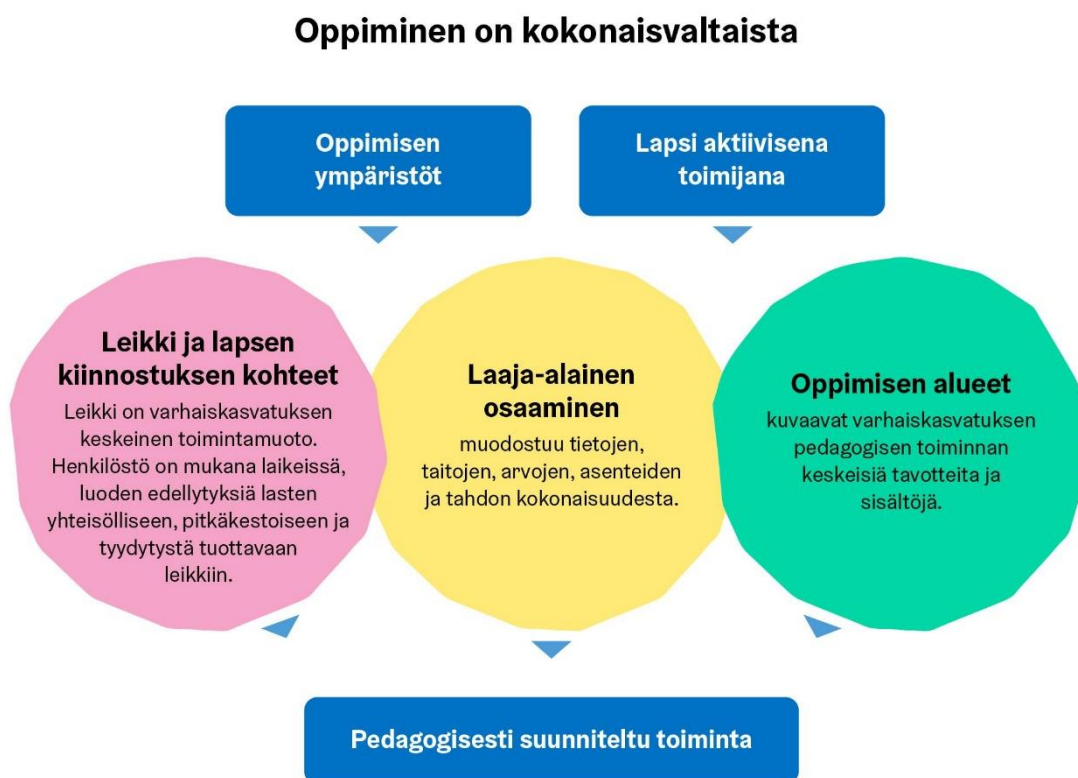 Oppiminen on kokonaisvaltaista
Oppimisen
ympäristöt
Lapsi aktiivisena
toimijana
Leikki ja lapsen
kiinnostuksen kohteet
Leikki on varhaiskasvatuksen
keskeinen toimintamuoto.
Henkilöstö on mukana laikeissä,
luoden edellytyksiä lasten
yhteisölliseen, pitkäkestoiseen ja
tyydytystä tuottavaan
leikkiin.
Laaja-alainen
osaaminen
muodostuu tietojen,
taitojen, arvojen, asenteiden
ja tahdon kokonaisuudesta.
Oppimisen alueet
kuvaavat varhaiskasvatuksen
pedagogisen toiminnan
keskeisiä tavotteita ja
sisältöjä.
Pedagogisesti suunniteltu toiminta